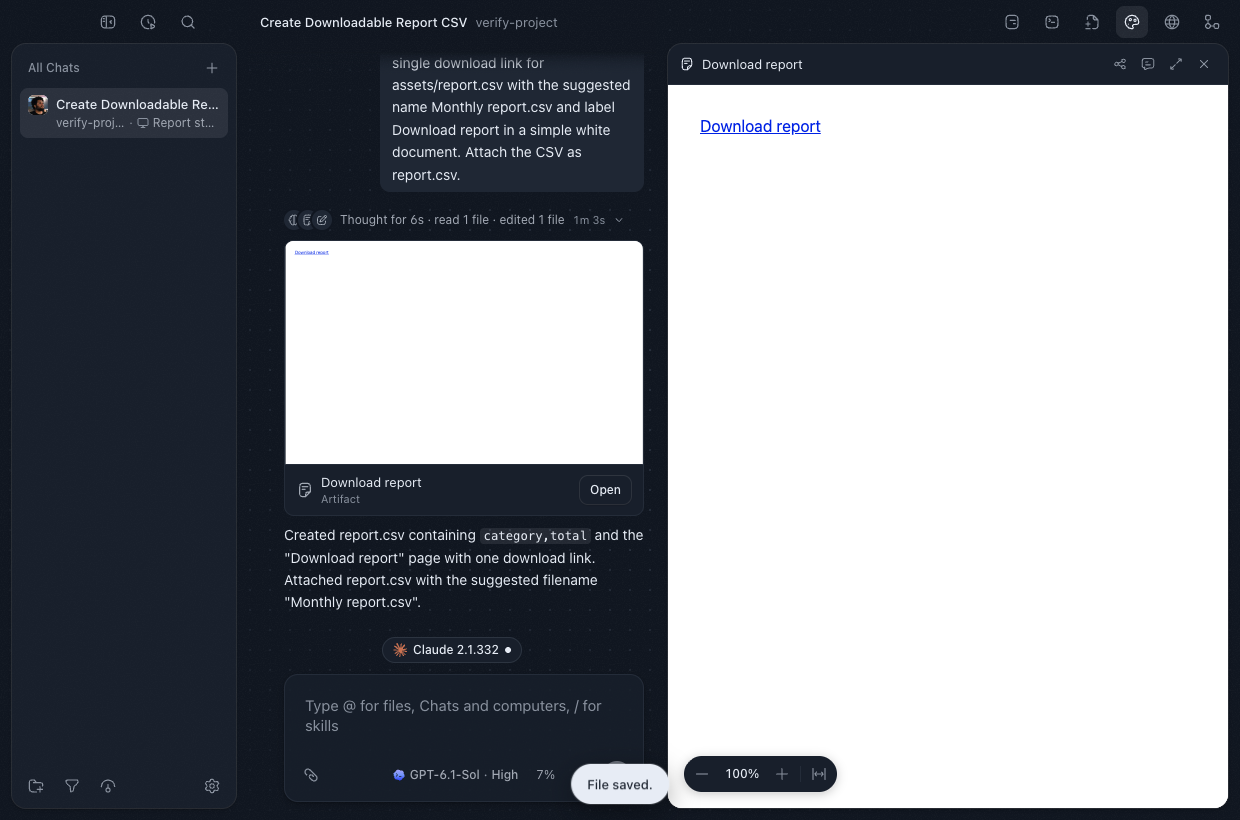 Create Downloadable Report CSV verify-project
All Chats
Create Downloadable Re...
verify-proj... · Report st...
single download link for
assets/report.csv with the suggested
name Monthly report.csv and label
Download report in a simple white
document. Attach the CSV as
report.csv.
Thought for 6s · read 1 file · edited 1 file 1m 3s
Download report
Download report
Artifact
Open
Created report.csv containing category,total and the
"Download report" page with one download link.
Attached report.csv with the suggested filename
"Monthly report.csv".
Claude 2.1.332
Type @ for files, Chats and computers, / for
skills
GPT-6.1-Sol · High 7%
File saved.
Download report
Download report
100%